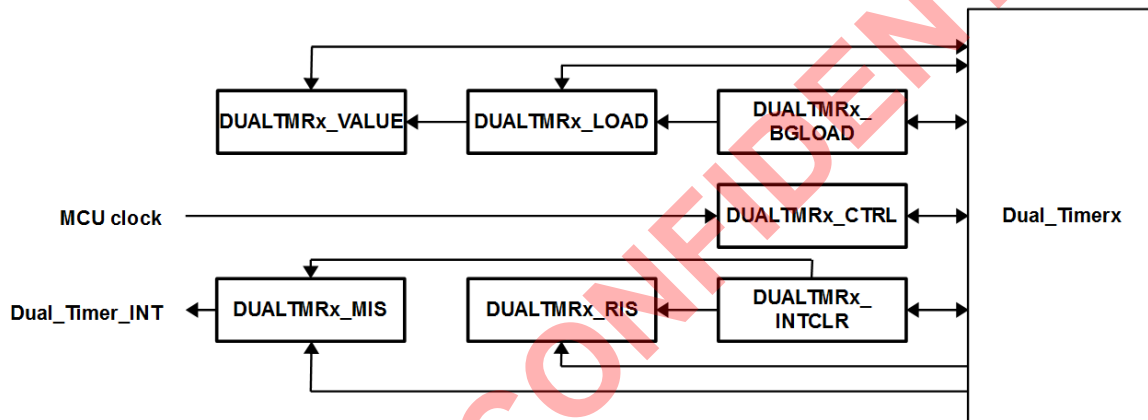 DUALTMRx_VALUE
DUALTMRx_LOAD
DUALTMRx_
BGLOAD
MCU clock
DUALTMRx_CTRL
Dual_Timerx
Dual_Timer_INT
DUALTMRx_MIS
DUALTMRx_RIS
DUALTMRx_
INTCLR
CONFIDEN